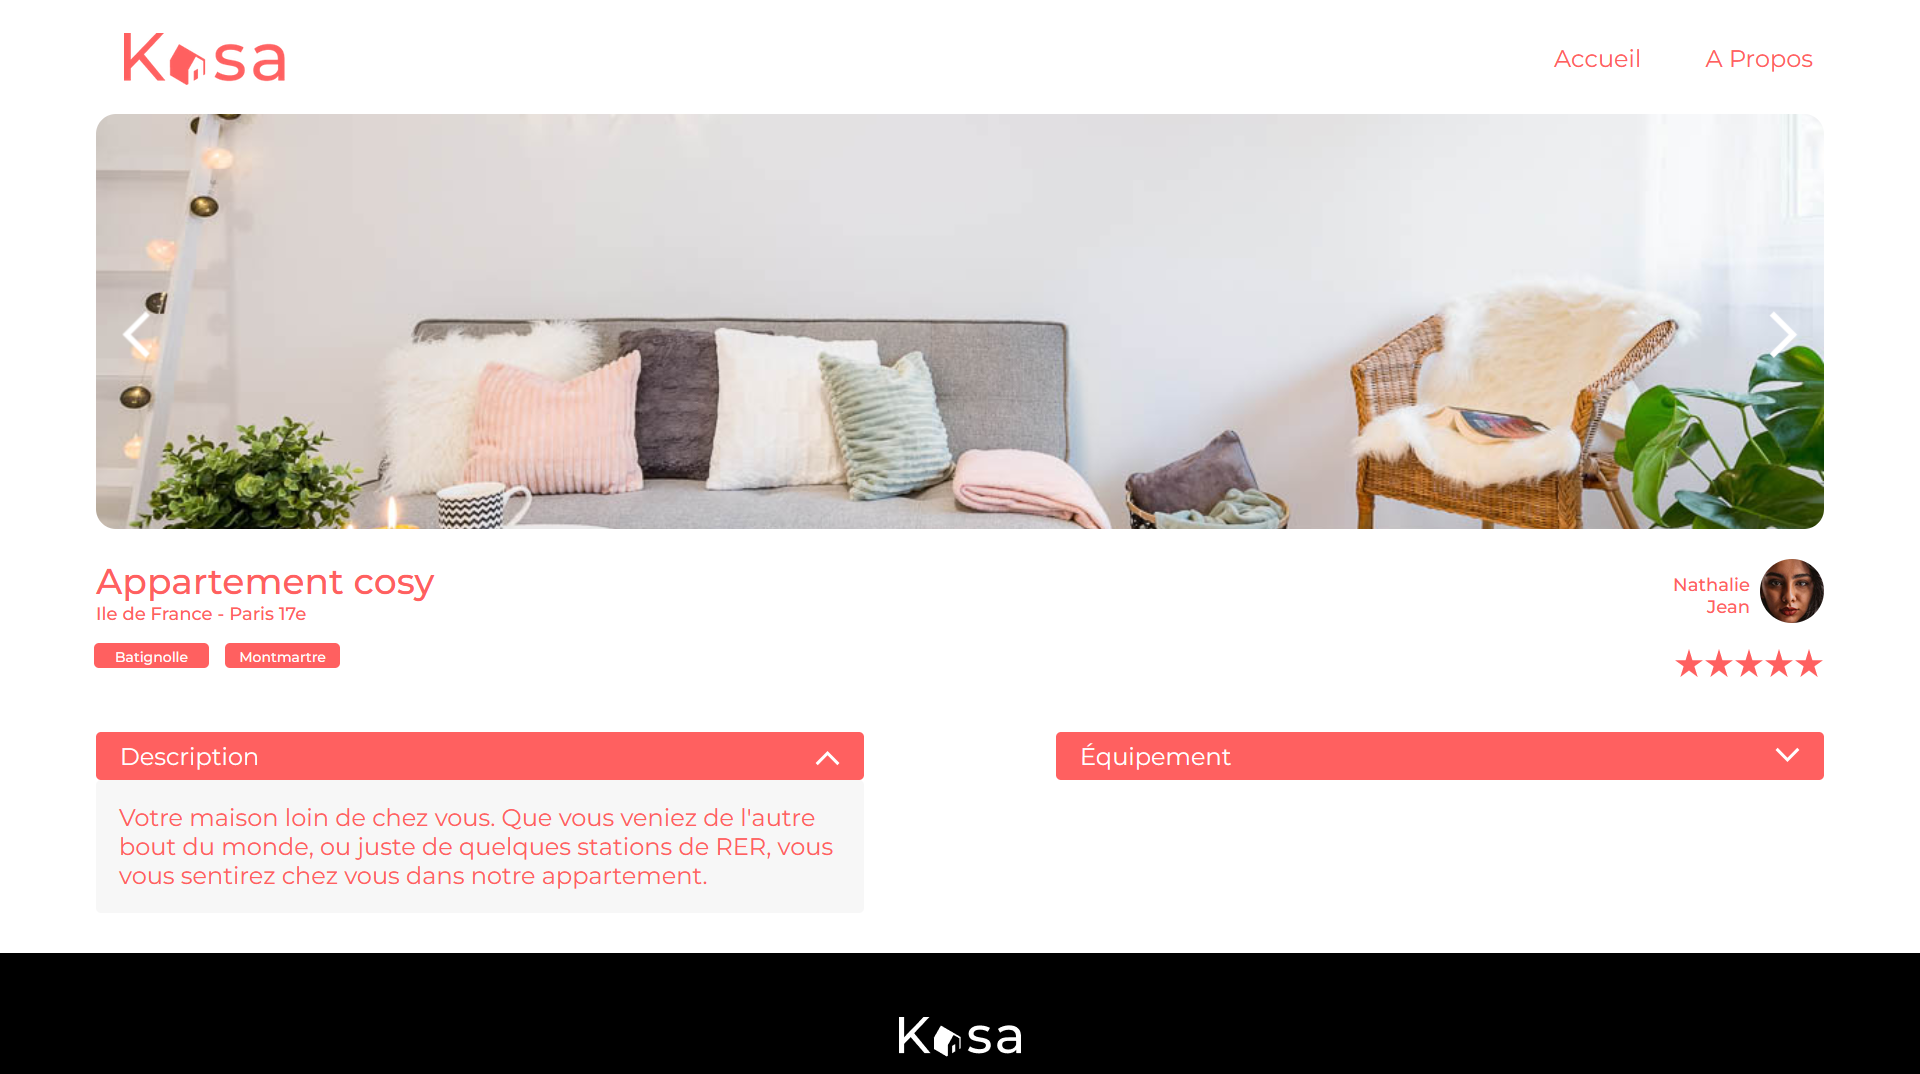 Kasa
Accueil
A Propos
Appartement cosy
Ile de France - Paris 17e
Batignolle
Montmartre
Nathalie
Jean
Description
Votre maison loin de chez vous. Que vous veniez de l'autre
bout du monde, ou juste de quelques stations de RER, vous
vous sentirez chez vous dans notre appartement.
Équipement
Kasa